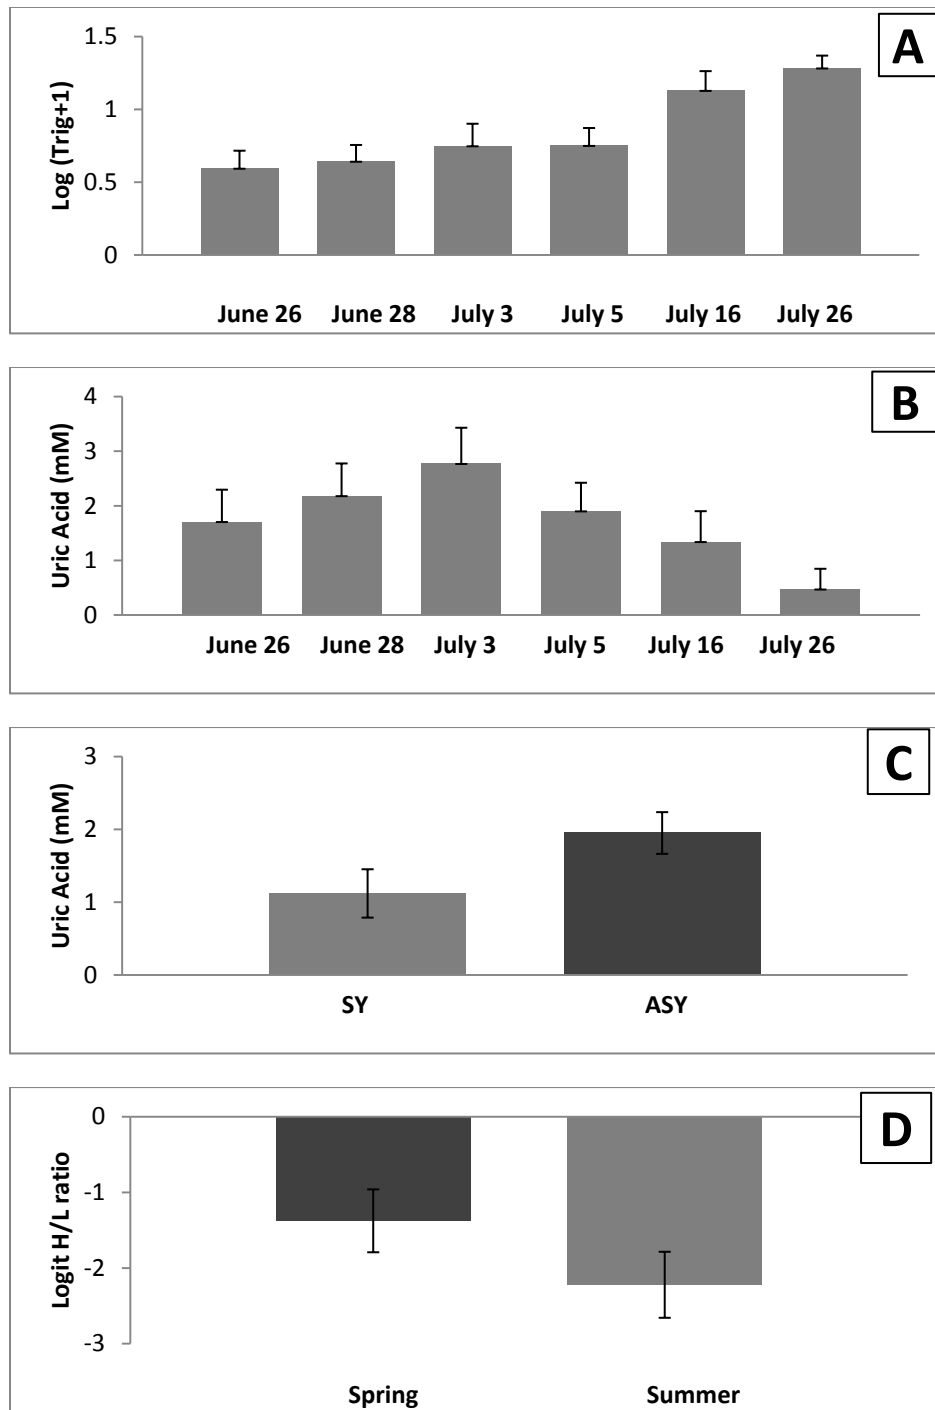 A
Log (Trig+1)
1.5
1
0.5
0
June 26 June 28 July 3 July 5 July 16 July 26
B
Uric Acid (mM)
4
3
2
1
0
June 26 June 28 July 3 July 5 July 16 July 26
C
Uric Acid (mM)
3
2
1
0
SY ASY
D
Logit H/L ratio
0
-1
-2
-3
Spring Summer